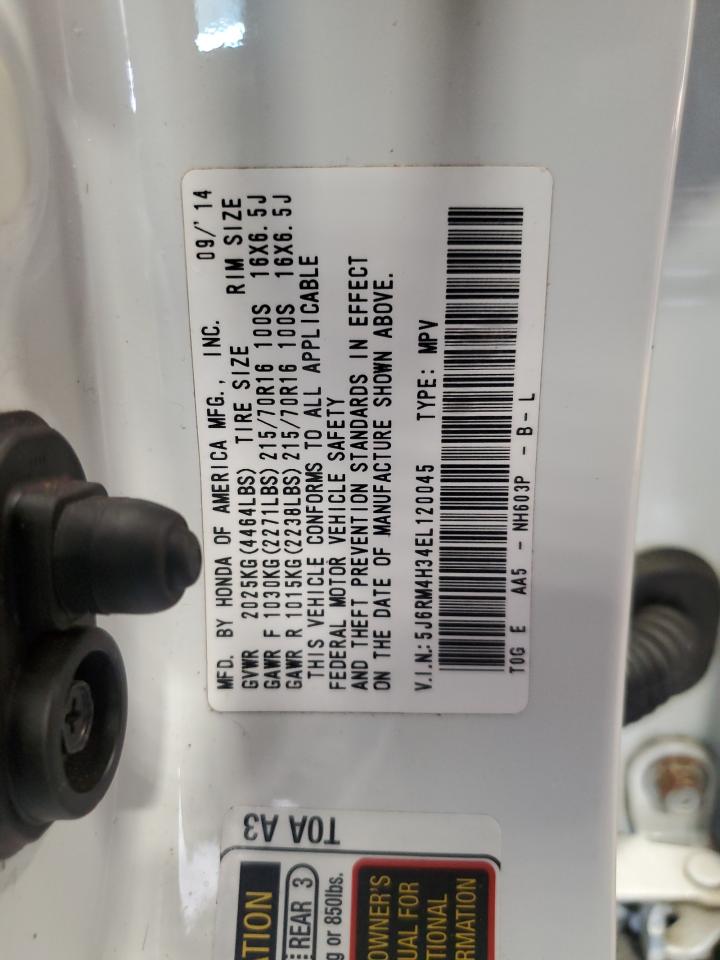 MFD. BY HONDA OF AMERICA MFG., INC. 09/'14
GVWR 2025KG(4464LBS) TIRE SIZE RIM SIZE
GAWR F 1030KG(2271LBS)215/70R16 100S 16X6.5J
GAWR R 1015KG(2238LBS)215/70R16 100S 16X6.5J
THIS VEHICLE CONFORMS TO ALL APPLICABLE
FEDERAL MOTOR VEHICLE SAFETY
AND THEFT PREVENTION STANDARDS IN EFFECT
ON THE DATE OF MANUFACTURE SHOWN ABOVE.
V.I.N.:5J6RM4H34EL120045 TYPE: MPV
T0G E AA5 - NH603P - B - L
T0A A3
ATION
REAR 3
g or 850lbs.
OWNER'S
UAL FOR
TIONAL
RMATION